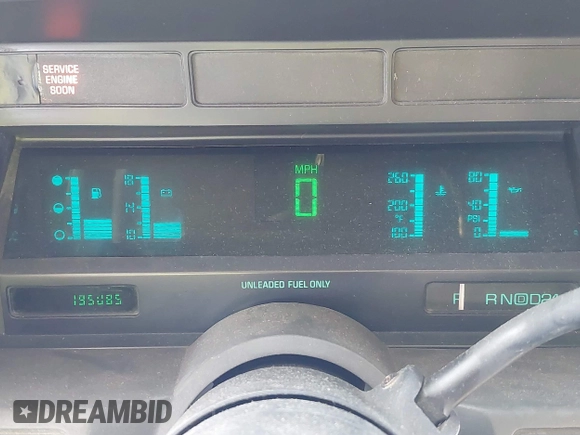 SERVICE
ENGINE
SOON
MPH
0
18
14
10
260
200
°F
100
80
40
PSI
0
195085
UNLEADED FUEL ONLY
P R N D 2
DREAMBID